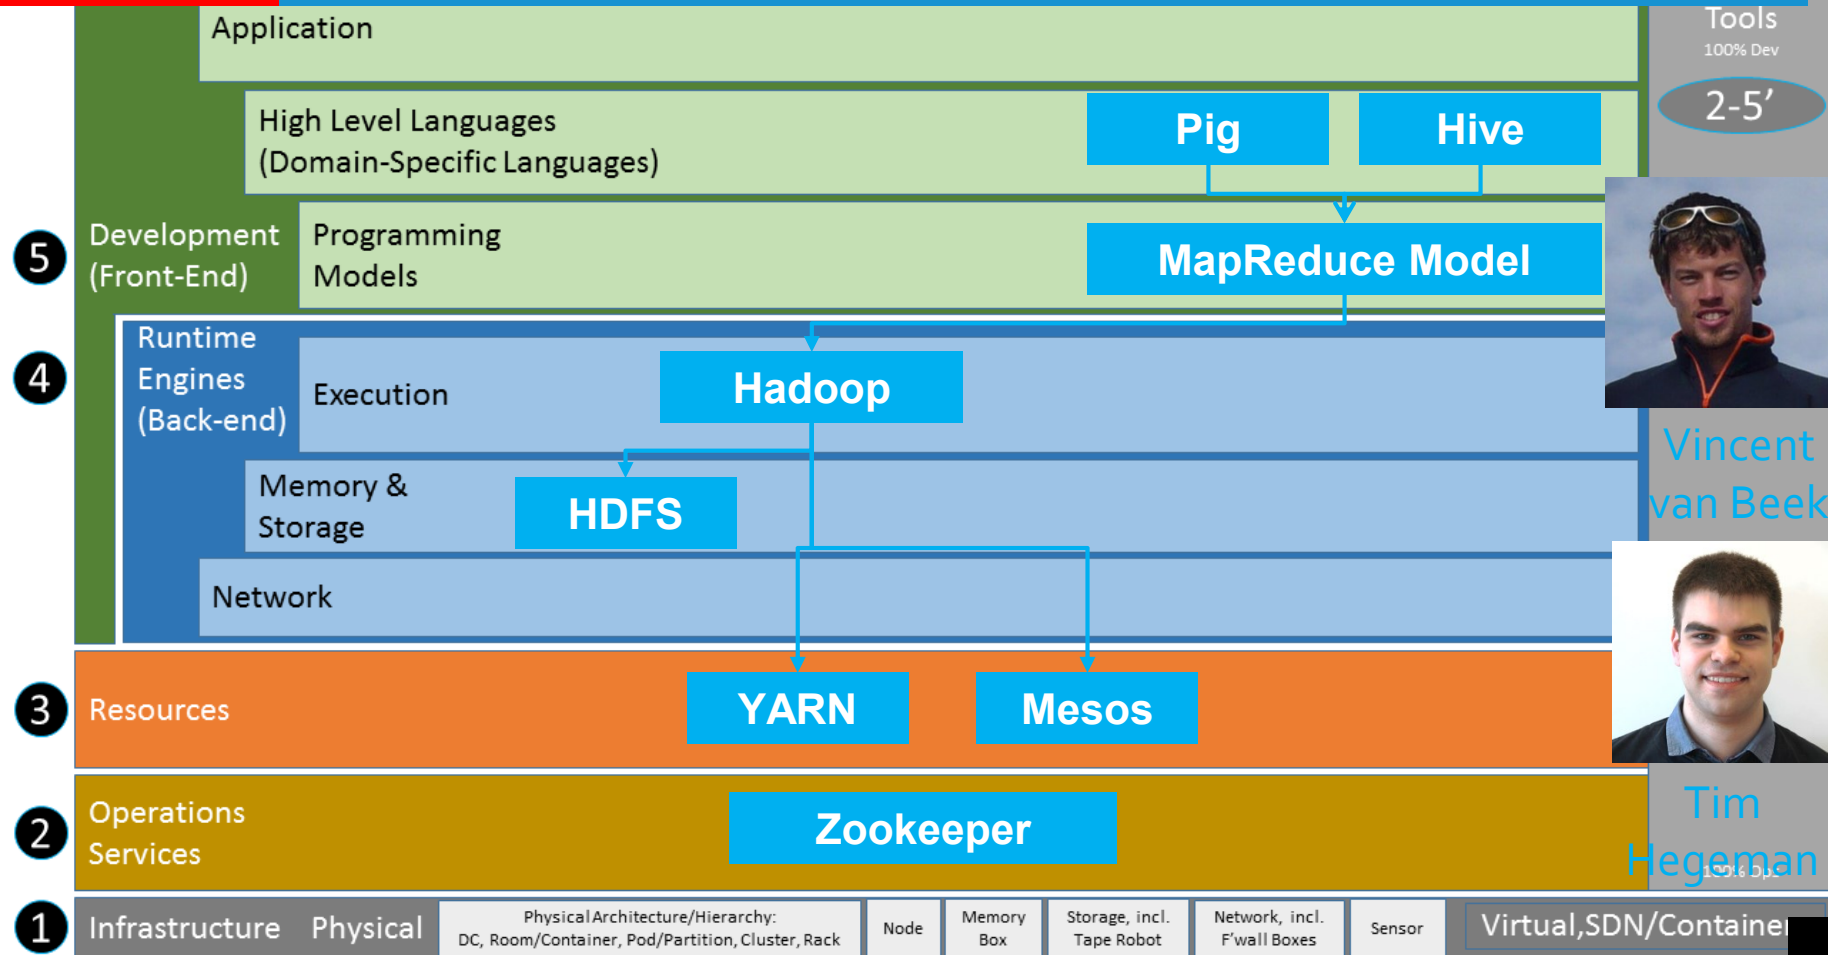 Application
Tools
100% Dev
2-5’
High Level Languages
(Domain-Specific Languages)
Pig
Hive
5
Development
(Front-End)
Programming
Models
MapReduce Model
4
Runtime
Engines
(Back-end)
Execution
Hadoop
Vincent
van Beek
Memory &
Storage
HDFS
Network
3
Resources
YARN
Mesos
2
Operations
Services
Zookeeper
Tim
Hegeman
100% Ops
1
Infrastructure
Physical
Physical Architecture/Hierarchy:
DC, Room/Container, Pod/Partition, Cluster, Rack
Node
Memory
Box
Storage, incl.
Tape Robot
Network, incl.
F'wall Boxes
Sensor
Virtual,SDN/Container